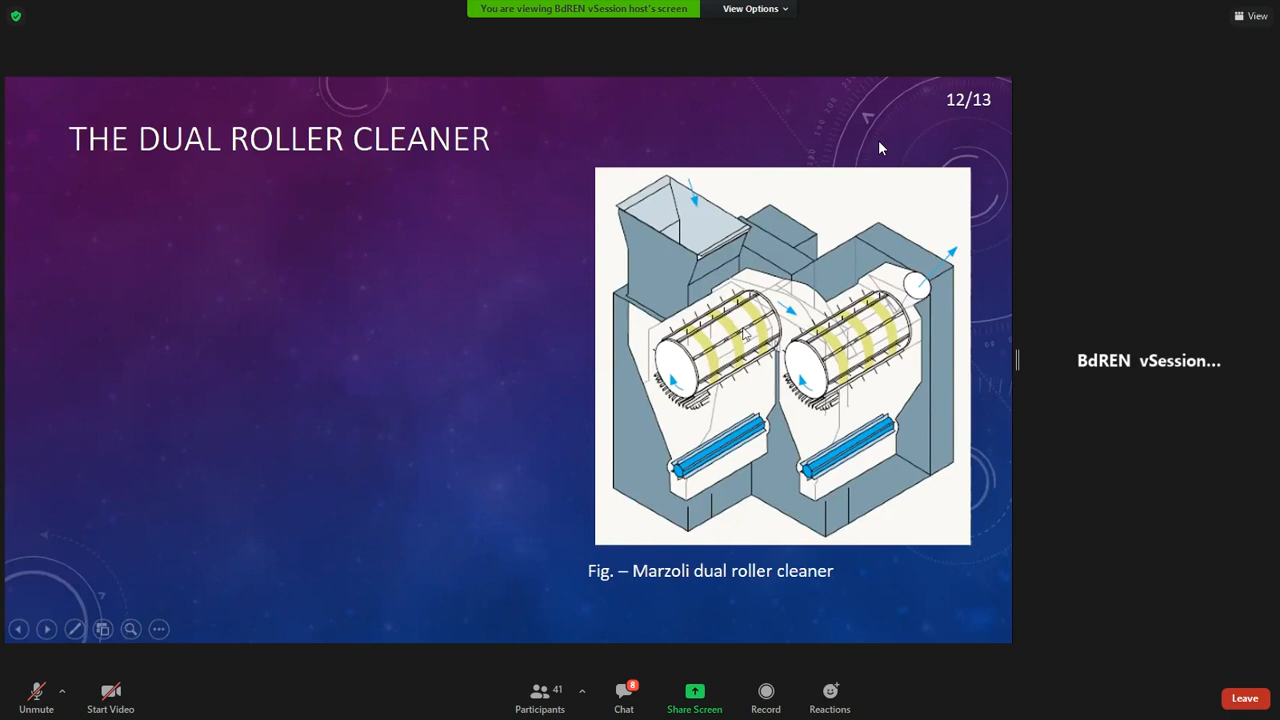 You are viewing BdREN vSession host's screen
View Options
View
12/13
THE DUAL ROLLER CLEANER
BdREN vSession...
Fig. – Marzoli dual roller cleaner
Unmute
Start Video
41
Participants
8
Chat
Share Screen
Record
Reactions
Leave